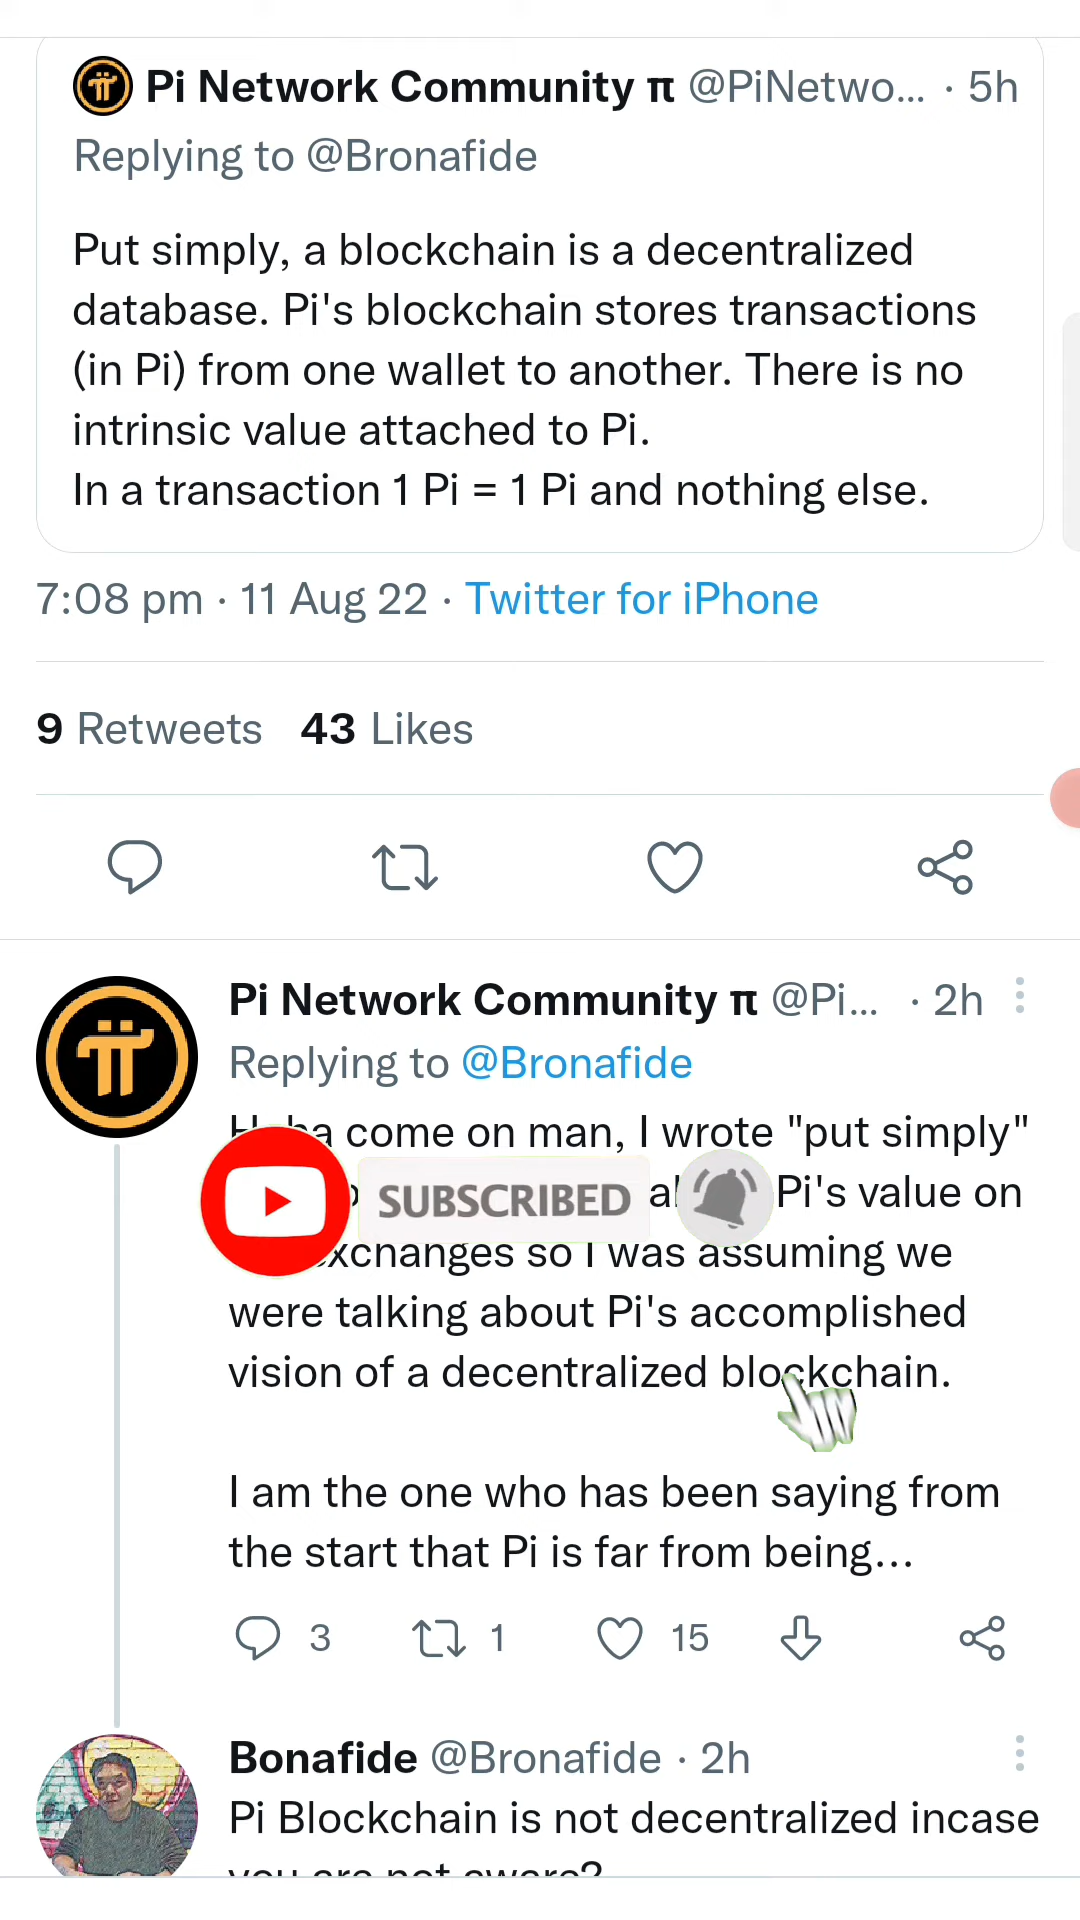 Pi Network Community π @PiNetwo... · 5h
Replying to @Bronafide
Put simply, a blockchain is a decentralized
database. Pi's blockchain stores transactions
(in Pi) from one wallet to another. There is no
intrinsic value attached to Pi.
In a transaction 1 Pi = 1 Pi and nothing else.
7:08 pm · 11 Aug 22 · Twitter for iPhone
9 Retweets 43 Likes
Pi Network Community π @Pi... · 2h
Replying to @Bronafide
come on man, I wrote "put simply"
SUBSCRIBED Pi's value on
so I was assuming we
were talking about Pi's accomplished
vision of a decentralized blockchain.
I am the one who has been saying from
the start that Pi is far from being...
3 1 15
Bonafide @Bronafide · 2h
Pi Blockchain is not decentralized incase
you are not aware?